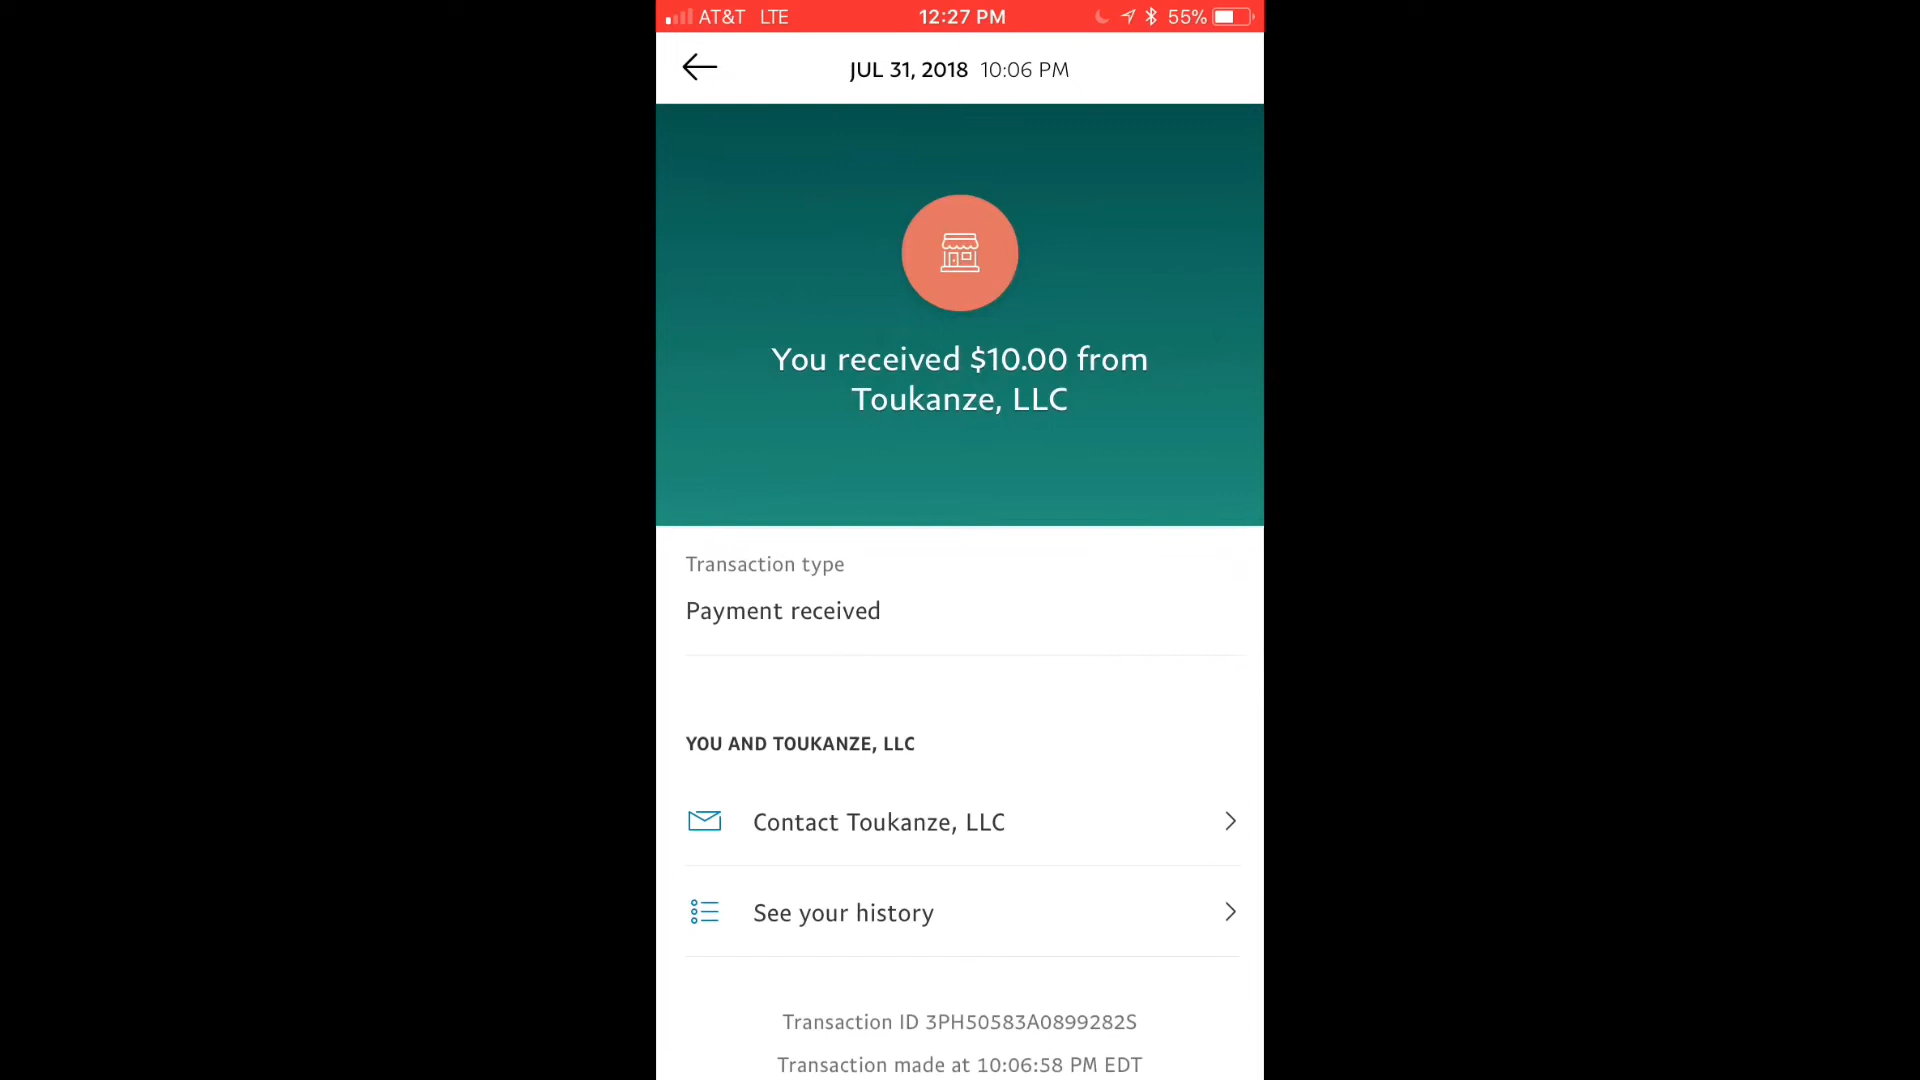 AT&T LTE 12:27 PM 55%
JUL 31, 2018 10:06 PM
You received $10.00 from
Toukanze, LLC
Transaction type
Payment received
YOU AND TOUKANZE, LLC
Contact Toukanze, LLC
See your history
Transaction ID 3PH50583A0899282S
Transaction made at 10:06:58 PM EDT